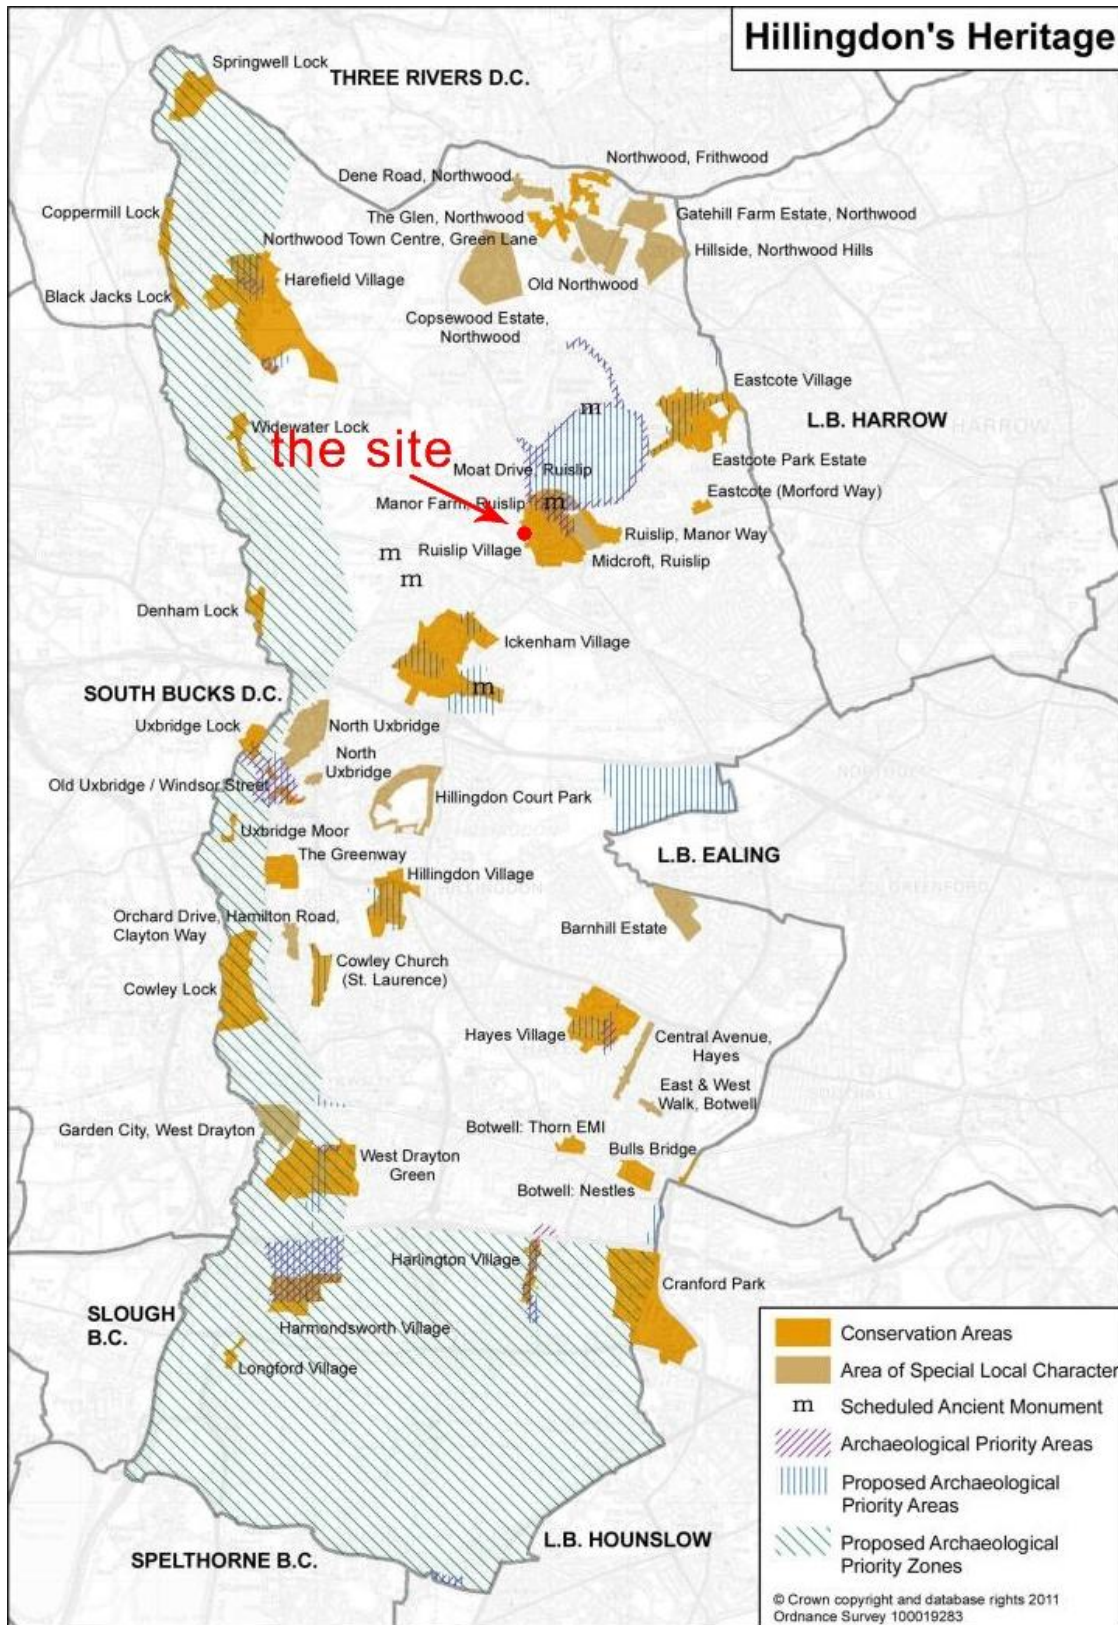 Hillingdon's Heritage
Springwell Lock
THREE RIVERS D.C.
Northwood, Frithwood
Dene Road, Northwood
Coppermill Lock
The Glen, Northwood
Gatehill Farm Estate, Northwood
Northwood Town Centre, Green Lane
Hillside, Northwood Hills
Harefield Village
Old Northwood
Black Jacks Lock
Copsewood Estate,
Northwood
Eastcote Village
m
L.B. HARROW
HARROW
Widewater Lock
the site
Moat Drive, Ruislip
Eastcote Park Estate
Manor Farm, Ruislip
m
Eastcote (Morford Way)
Ruislip, Manor Way
m
Ruislip Village
Midcroft, Ruislip
m
Denham Lock
Ickenham Village
SOUTH BUCKS D.C.
m
Uxbridge Lock
North Uxbridge
North
Uxbridge
Old Uxbridge / Windsor Street
Hillingdon Court Park
Uxbridge Moor
The Greenway
L.B. EALING
Hillingdon Village
HILLINGDON
GREENFORD
Orchard Drive, Hamilton Road,
Clayton Way
Barnhill Estate
Cowley Church
(St. Laurence)
Cowley Lock
Hayes Village
Central Avenue,
Hayes
East & West
Walk, Botwell
SOUTHALL
Garden City, West Drayton
Botwell: Thorn EMI
Bulls Bridge
West Drayton
Green
Botwell: Nestles
Harlington Village
Cranford Park
SLOUGH
B.C.
Harmondsworth Village
Longford Village
L.B. HOUNSLOW
SPELTHORNE B.C.
Conservation Areas
Area of Special Local Character
m Scheduled Ancient Monument
Archaeological Priority Areas
Proposed Archaeological
Priority Areas
Proposed Archaeological
Priority Zones
© Crown copyright and database rights 2011
Ordnance Survey 100019283